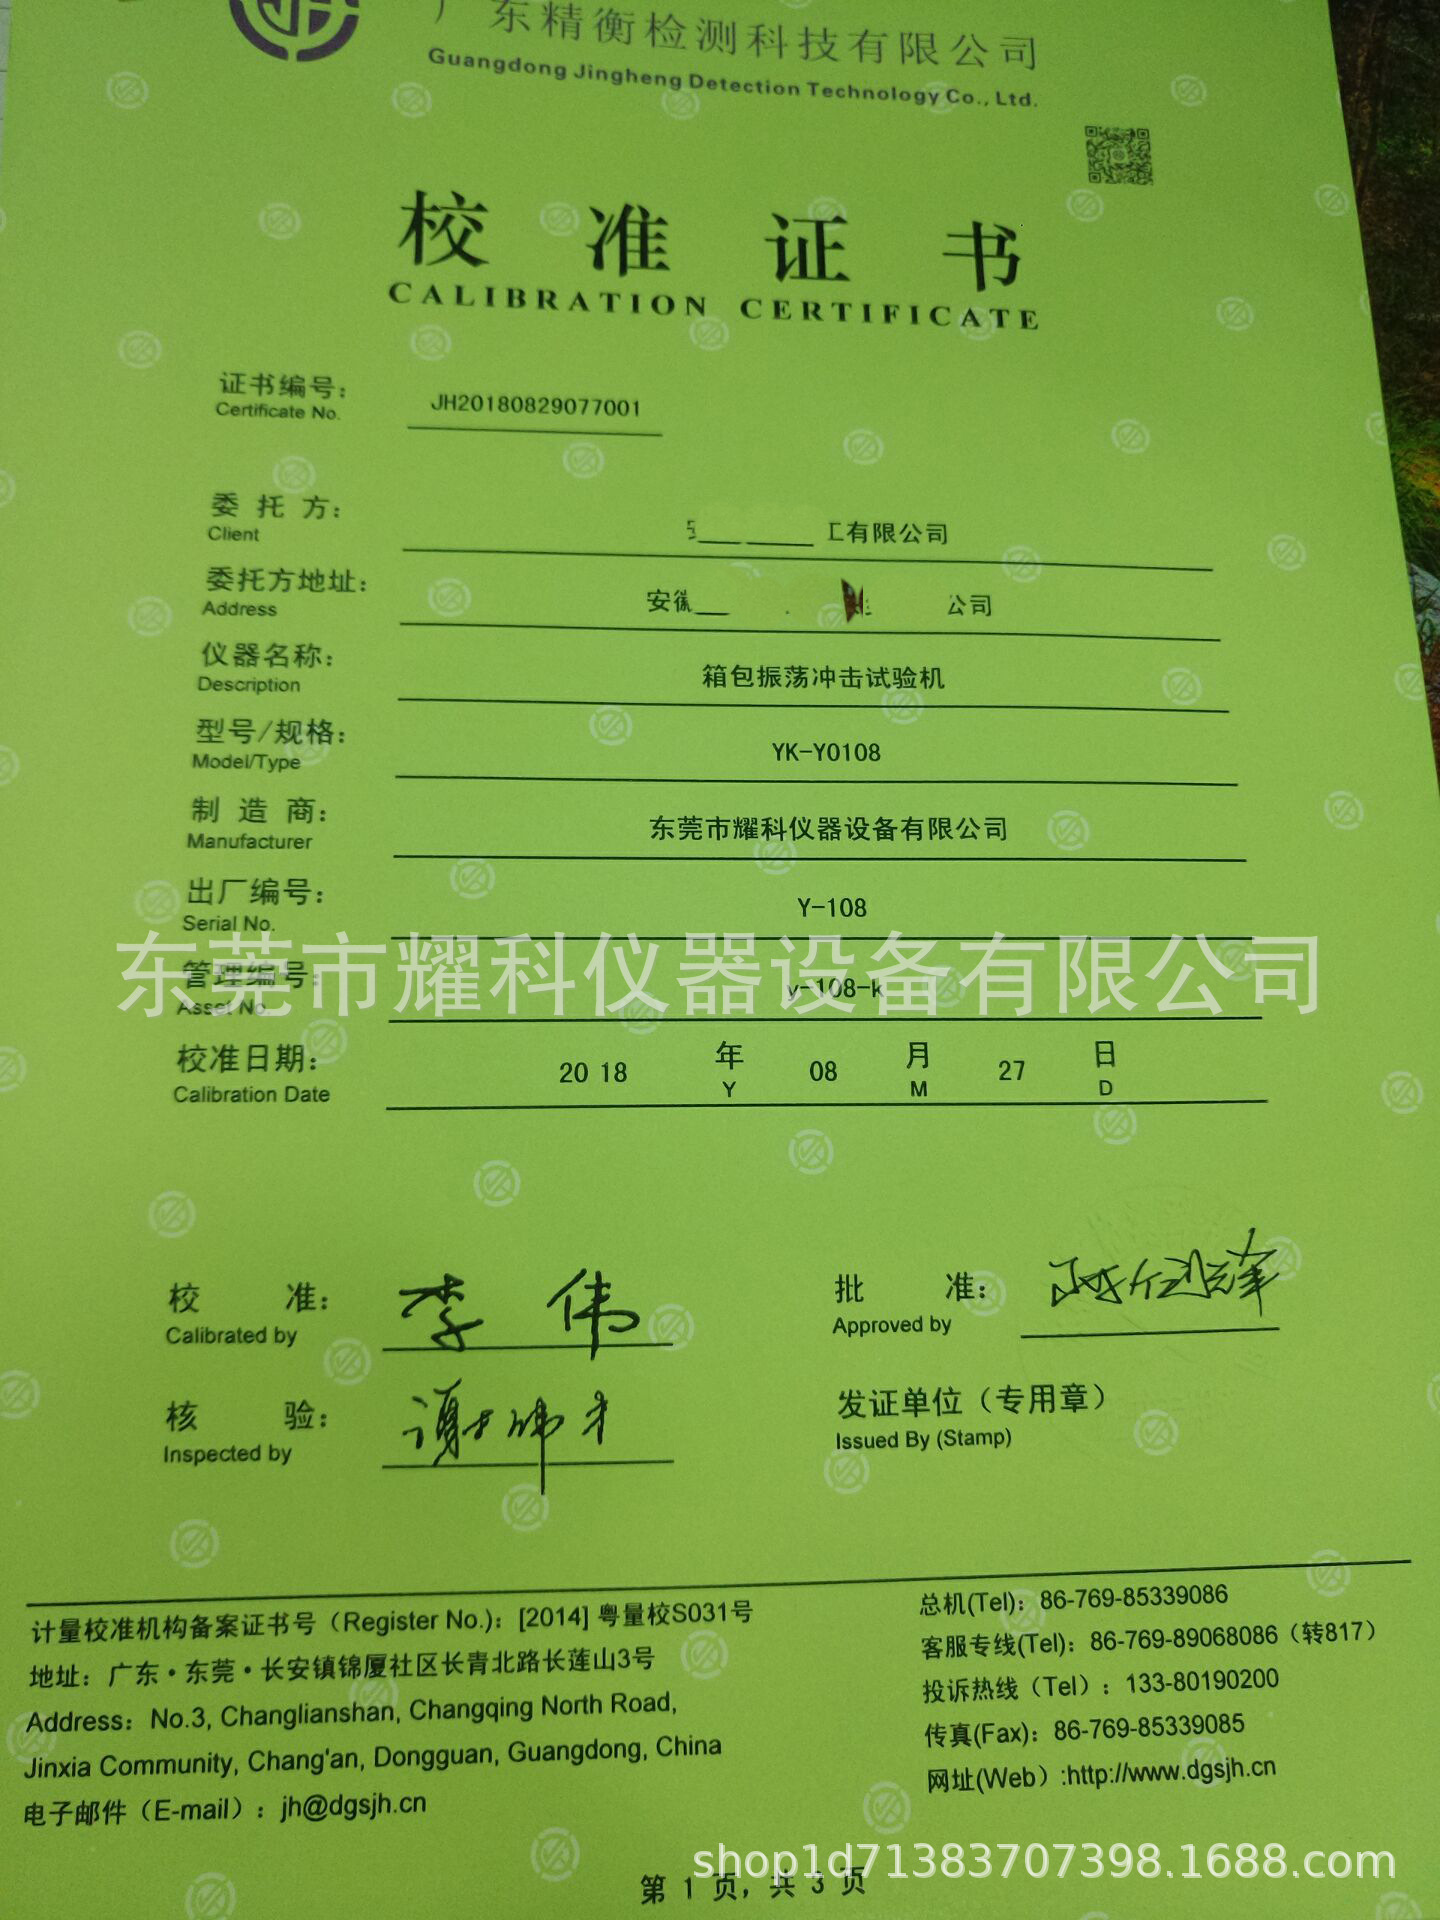 广东精衡检测科技有限公司
Guangdong Jingheng Detection Technology Co., Ltd.
校准证书
CALIBRATION CERTIFICATE
证书编号：
Certificate No.
JH20180829077001
委托方：
Client
工有限公司
委托方地址：
Address
安徽
公司
仪器名称：
Description
箱包振荡冲击试验机
型号/规格：
Model/Type
YK-Y0108
制造商：
Manufacturer
东莞市耀科仪器设备有限公司
出厂编号：
Serial No.
Y-108
东莞市耀科仪器设备有限公司
管理编号：
Asset No.
y-108-k
校准日期：
Calibration Date
2018 年 08 月 27 日
Y M D
校准：
Calibrated by
李伟
批准：
Approved by
核验：
Inspected by
发证单位（专用章）
Issued By (Stamp)
计量校准机构备案证书号（Register No.）：[2014] 粤量校S031号
地址：广东·东莞·长安镇锦厦社区长青北路长莲山3号
Address：No.3, Changlianshan, Changqing North Road,
Jinxia Community, Chang'an, Dongguan, Guangdong, China
电子邮件（E-mail）：jh@dgsjh.cn
总机(Tel)：86-769-85339086
客服专线(Tel)：86-769-89068086（转817）
投诉热线（Tel）：133-80190200
传真(Fax)：86-769-85339085
网址(Web）:http://www.dgsjh.cn
shop1d71383707398.1688.com
第 1 页，共 3 页